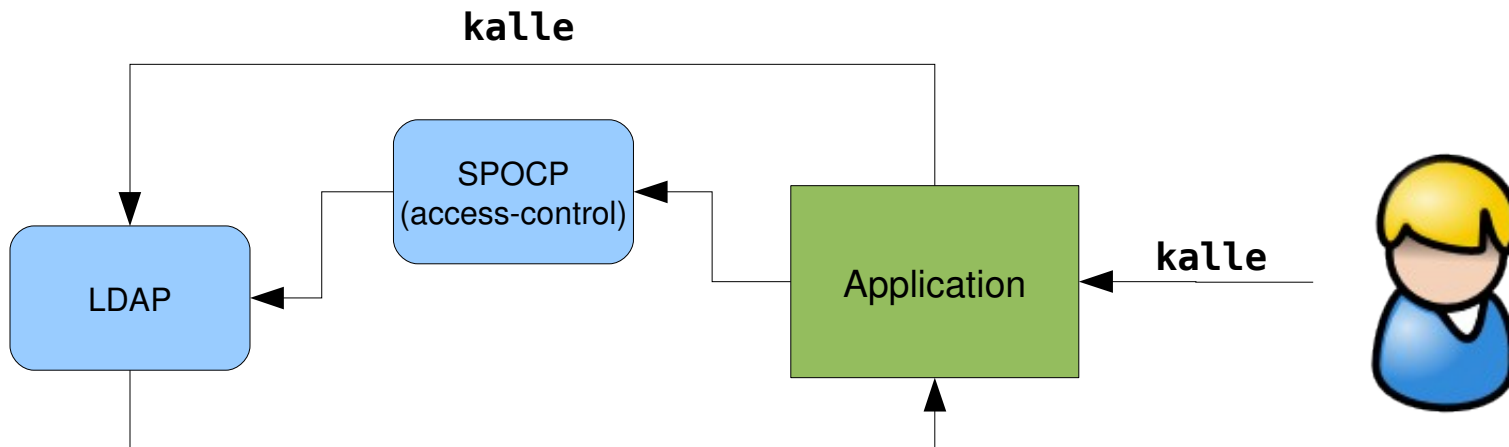 kalle
SPOCP
(access-control)
LDAP
Application
kalle